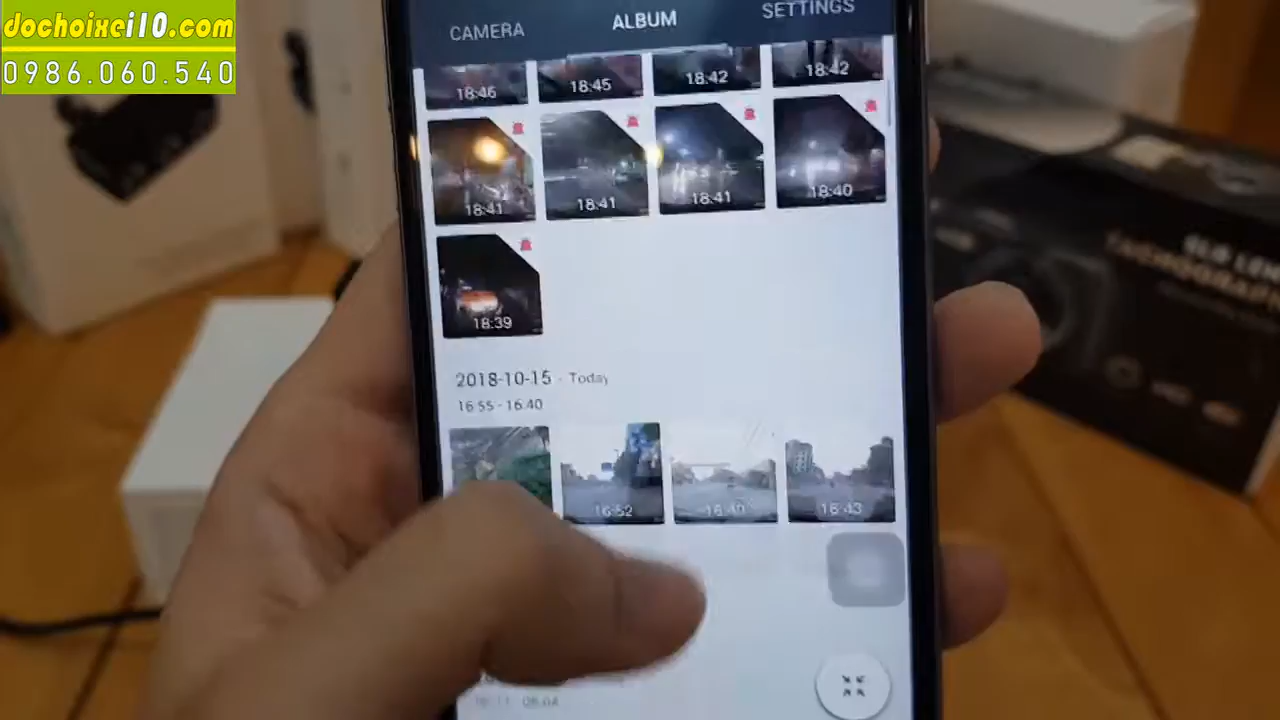 dochoixei10.com
0986.060.540
CAMERA
ALBUM
SETTINGS
18:46
18:45
18:42
18:42
18:41
18:41
18:41
18:40
18:39
2018-10-15 - Today
16:55 - 16:40
16:52
16:43